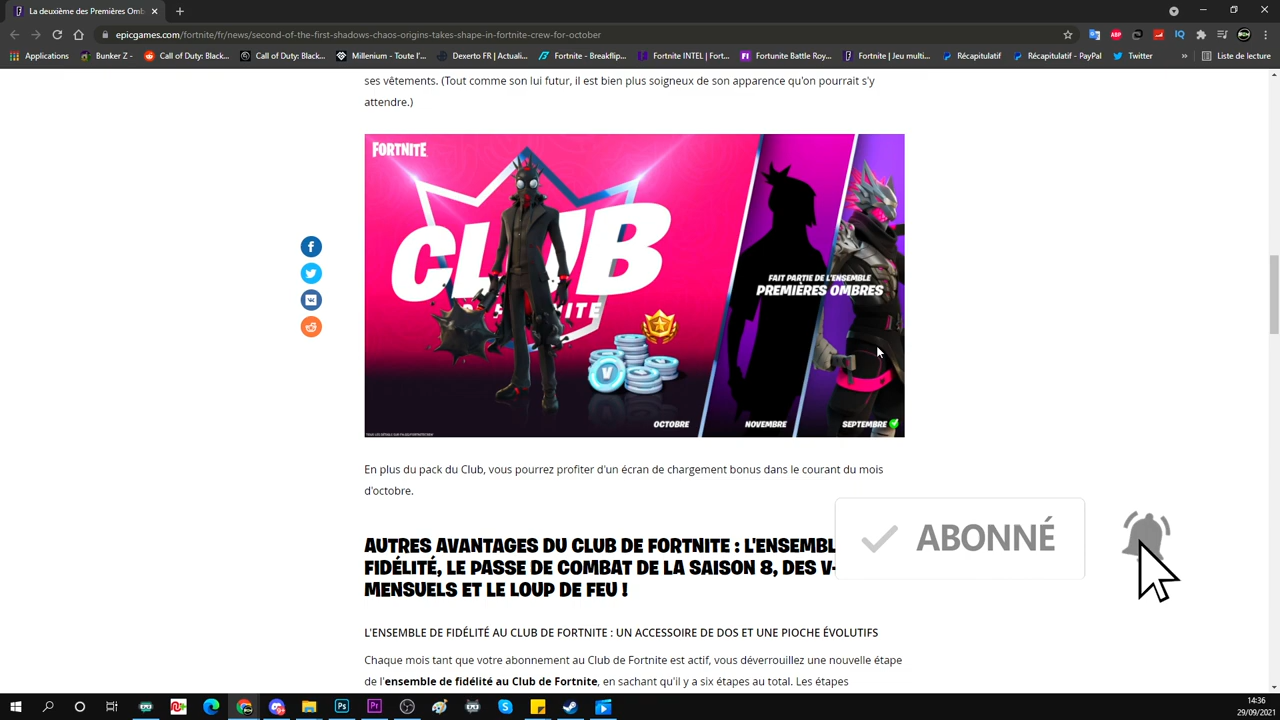 La deuxième des Premières Omb
epicgames.com/fortnite/fr/news/second-of-the-first-shadows-chaos-origins-takes-shape-in-fortnite-crew-for-october
Applications
Bunker Z -
Call of Duty: Black...
Call of Duty: Black...
Millenium - Toute l'...
Dexerto FR | Actuali...
Fortnite - Breakflip...
Fortnite INTEL | Fort...
Fortunite Battle Roy...
Fortnite | Jeu multi...
Récapitulatif
Récapitulatif - PayPal
Twitter
»
Liste de lecture
ses vêtements. (Tout comme son lui futur, il est bien plus soigneux de son apparence qu'on pourrait s'y
attendre.)
FORTNITE
CLUB
FAIT PARTIE DE L'ENSEMBLE
PREMIÈRES OMBRES
V
OCTOBRE
NOVEMBRE
SEPTEMBRE
En plus du pack du Club, vous pourrez profiter d'un écran de chargement bonus dans le courant du mois
d'octobre.
AUTRES AVANTAGES DU CLUB DE FORTNITE : L'ENSEMBL
FIDÉLITÉ, LE PASSE DE COMBAT DE LA SAISON 8, DES V-
MENSUELS ET LE LOUP DE FEU !
ABONNÉ
L'ENSEMBLE DE FIDÉLITÉ AU CLUB DE FORTNITE : UN ACCESSOIRE DE DOS ET UNE PIOCHE ÉVOLUTIFS
Chaque mois tant que votre abonnement au Club de Fortnite est actif, vous déverrouillez une nouvelle étape
de l'ensemble de fidélité au Club de Fortnite, en sachant qu'il y a six étapes au total. Les étapes
14:36
29/09/2021